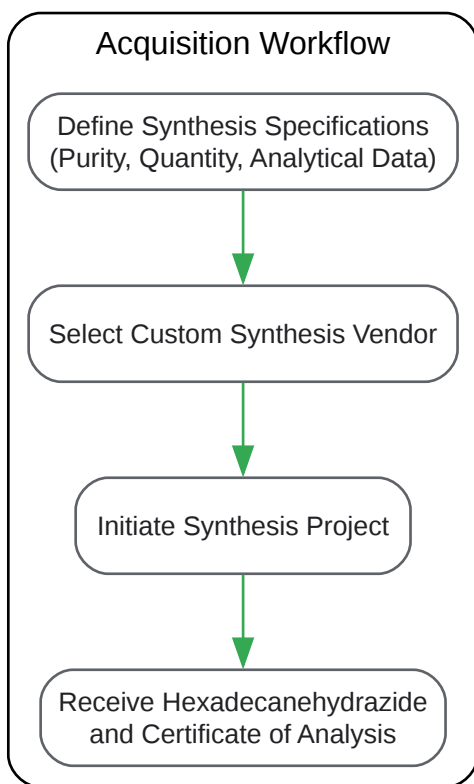 Acquisition Workflow
Define Synthesis Specifications
(Purity, Quantity, Analytical Data)
Select Custom Synthesis Vendor
Initiate Synthesis Project
Receive Hexadecanehydrazide
and Certificate of Analysis